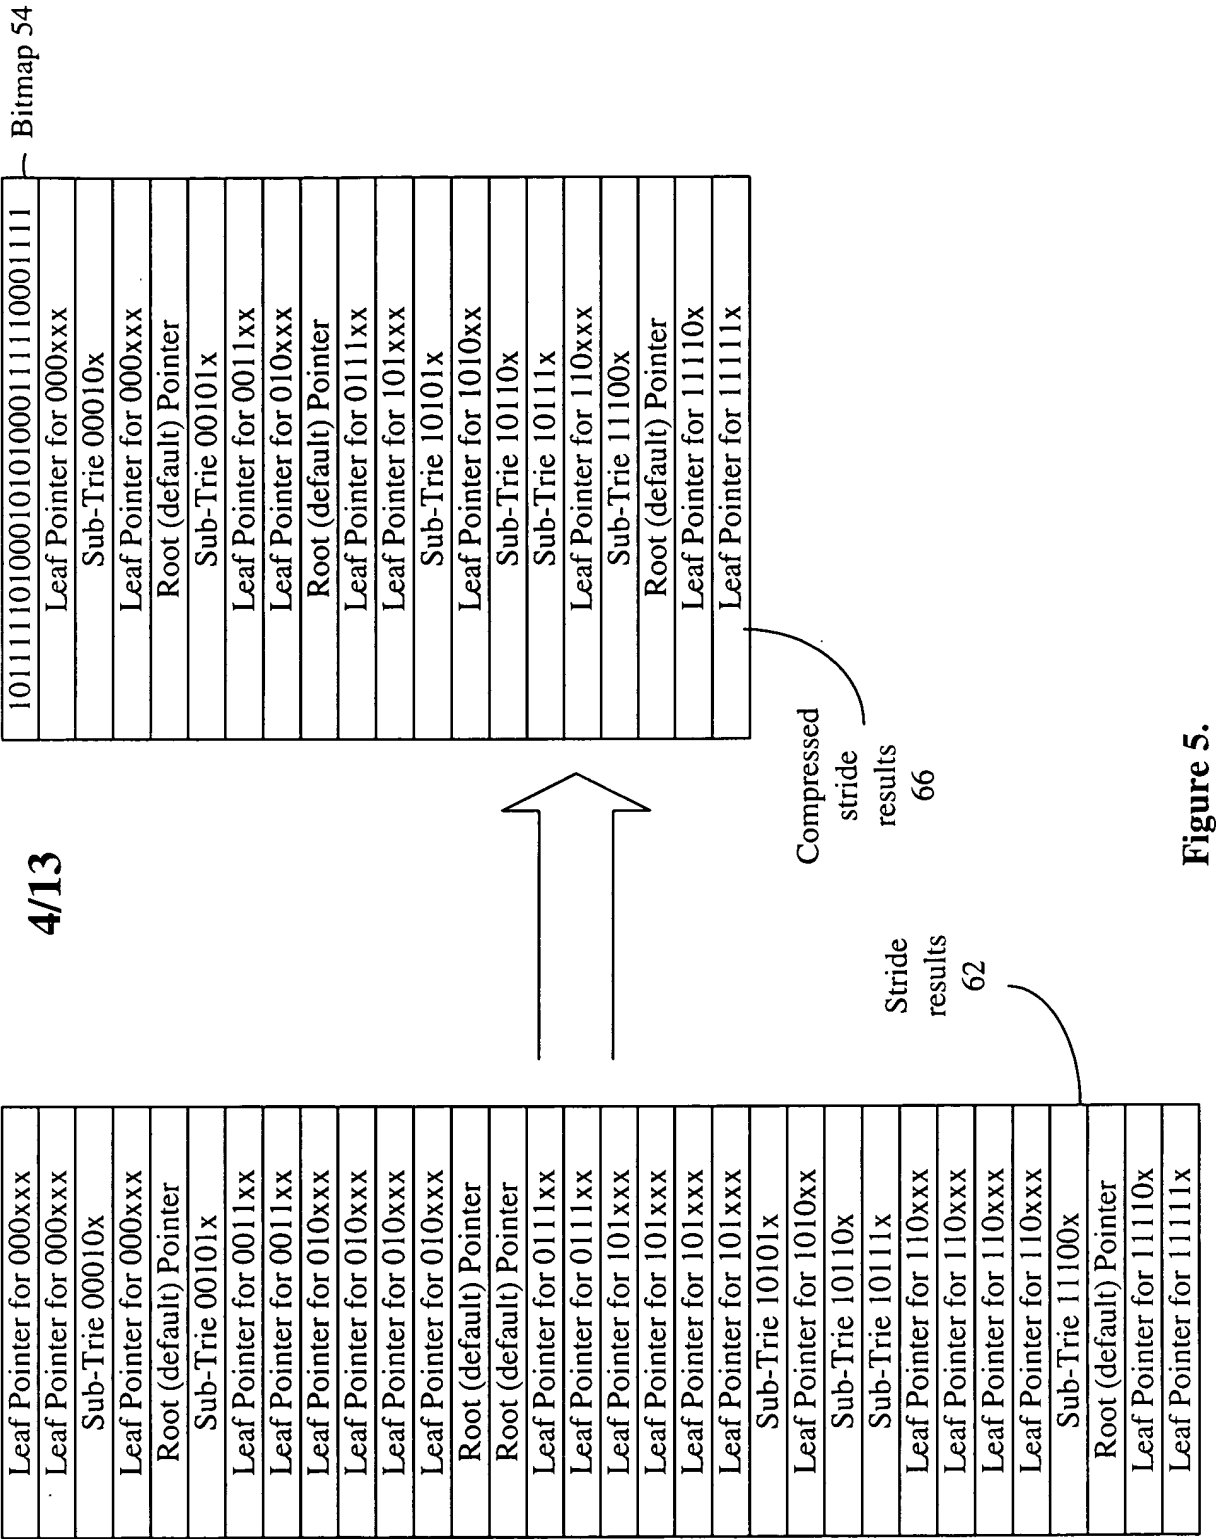 4/13
Leaf Pointer for 000xxx
Leaf Pointer for 000xxx
Sub-Trie 00010x
Leaf Pointer for 000xxx
Root (default) Pointer
Sub-Trie 00101x
Leaf Pointer for 0011xx
Leaf Pointer for 0011xx
Leaf Pointer for 010xxx
Leaf Pointer for 010xxx
Leaf Pointer for 010xxx
Leaf Pointer for 010xxx
Root (default) Pointer
Root (default) Pointer
Leaf Pointer for 0111xx
Leaf Pointer for 0111xx
Leaf Pointer for 101xxx
Leaf Pointer for 101xxx
Leaf Pointer for 101xxx
Leaf Pointer for 101xxx
Sub-Trie 10101x
Leaf Pointer for 1010xx
Sub-Trie 10110x
Sub-Trie 10111x
Leaf Pointer for 110xxx
Leaf Pointer for 110xxx
Leaf Pointer for 110xxx
Leaf Pointer for 110xxx
Sub-Trie 11100x
Root (default) Pointer
Leaf Pointer for 11110x
Leaf Pointer for 11111x
Stride
results
62
10111110100010101000111110001111
Bitmap 54
Leaf Pointer for 000xxx
Sub-Trie 00010x
Leaf Pointer for 000xxx
Root (default) Pointer
Sub-Trie 00101x
Leaf Pointer for 0011xx
Leaf Pointer for 010xxx
Root (default) Pointer
Leaf Pointer for 0111xx
Leaf Pointer for 101xxx
Sub-Trie 10101x
Leaf Pointer for 1010xx
Sub-Trie 10110x
Sub-Trie 10111x
Leaf Pointer for 110xxx
Sub-Trie 11100x
Root (default) Pointer
Leaf Pointer for 11110x
Leaf Pointer for 11111x
Compressed
stride
results
66
Figure 5.